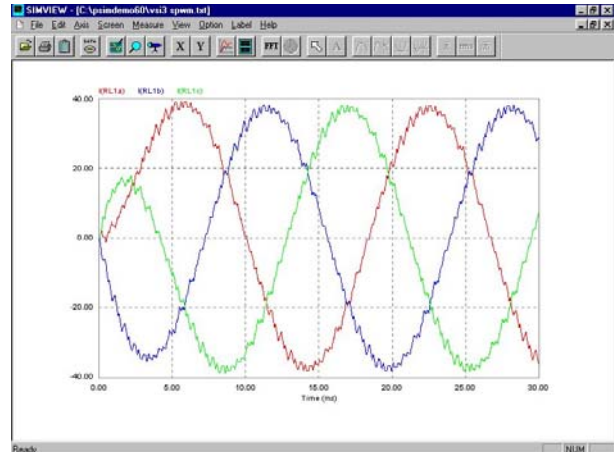 SIMVIEW - [C:\psimdemo60\vsi3 spwm.txt]
File Edit Axis Screen Measure View Option Label Help
X Y FFT A
I(RL1a) I(RL1b) I(RL1c)
40.00
20.00
0.00
-20.00
-40.00
0.00 5.00 10.00 15.00 20.00 25.00 30.00
Time (ms)
Ready NUM